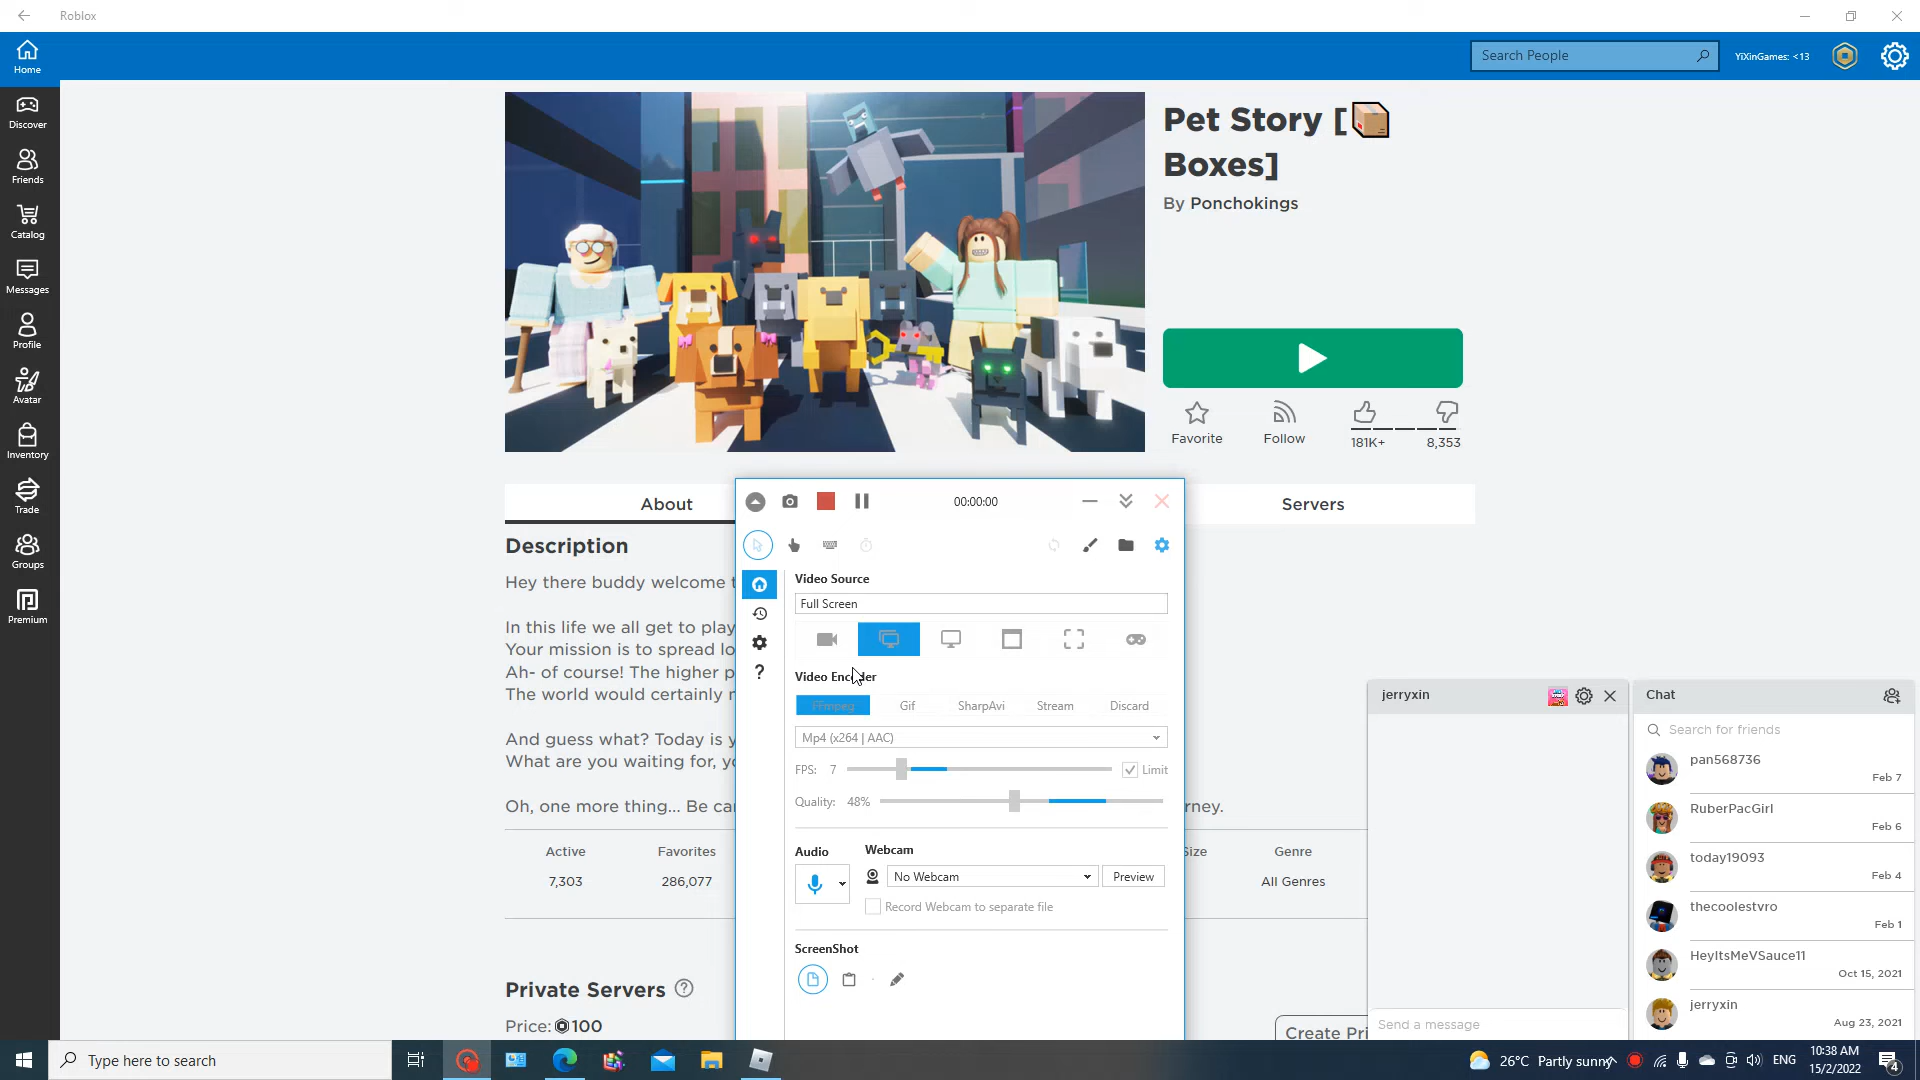 Roblox
Home
Search People
YiXinGames: <13
Discover
Friends
Catalog
Messages
Profile
Avatar
Inventory
Trade
Groups
Premium
Pet Story [📦
Boxes]
By Ponchokings
Favorite
Follow
181K+
8,353
About
Servers
Description
Hey there buddy welcome t
In this life we all get to play
Your mission is to spread lo
Ah- of course! The higher p
The world would certainly
And guess what? Today is y
What are you waiting for, yo
Oh, one more thing... Be car
rney.
Active
Favorites
Size
Genre
7,303
286,077
All Genres
Private Servers
Price: 100
Create Pri
00:00:00
Video Source
Full Screen
Video Encoder
FFmpeg
Gif
SharpAvi
Stream
Discard
Mp4 (x264 | AAC)
FPS: 7
Limit
Quality: 48%
Audio
Webcam
No Webcam
Preview
Record Webcam to separate file
ScreenShot
jerryxin
Send a message
Chat
Search for friends
pan568736
Feb 7
RuberPacGirl
Feb 6
today19093
Feb 4
thecoolestvro
Feb 1
HeyItsMeVSauce11
Oct 15, 2021
jerryxin
Aug 23, 2021
Type here to search
26°C Partly sunny
ENG
10:38 AM
15/2/2022
4